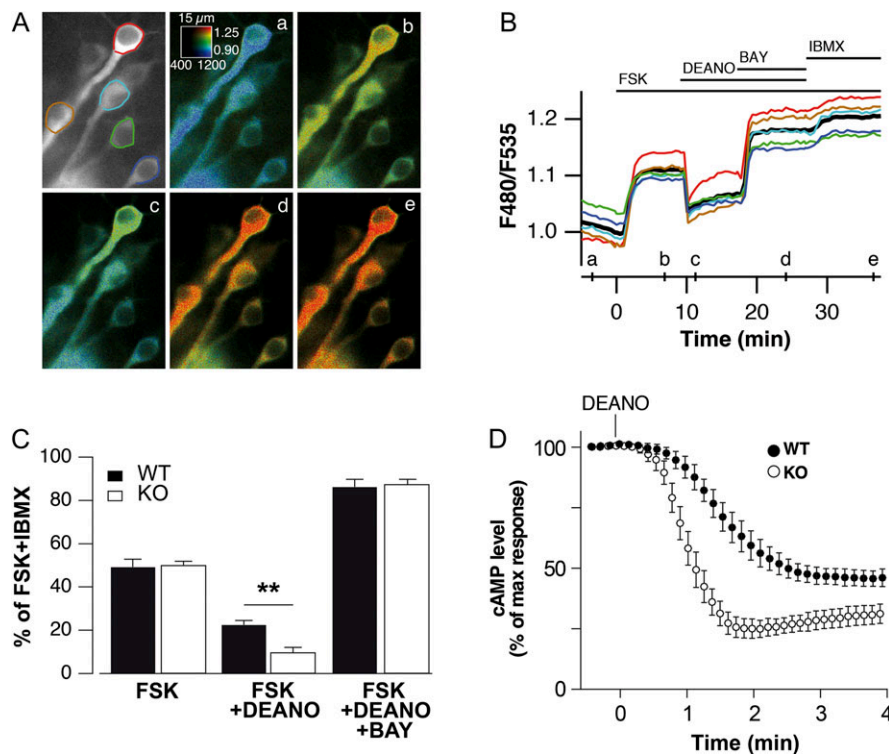 A
15 µm
1.25
0.90
400 1200
a
b
c
d
e
B
IBMX
BAY
DEANO
FSK
F480/F535
1.2
1.1
1.0
a b c d e
0 10 20 30
Time (min)
C
% of FSK+IBMX
100
80
60
40
20
0
WT
KO
**
FSK
FSK
+DEANO
FSK
+DEANO
+BAY
D
DEANO
WT
KO
cAMP level
(% of max response)
100
50
0
0 1 2 3 4
Time (min)